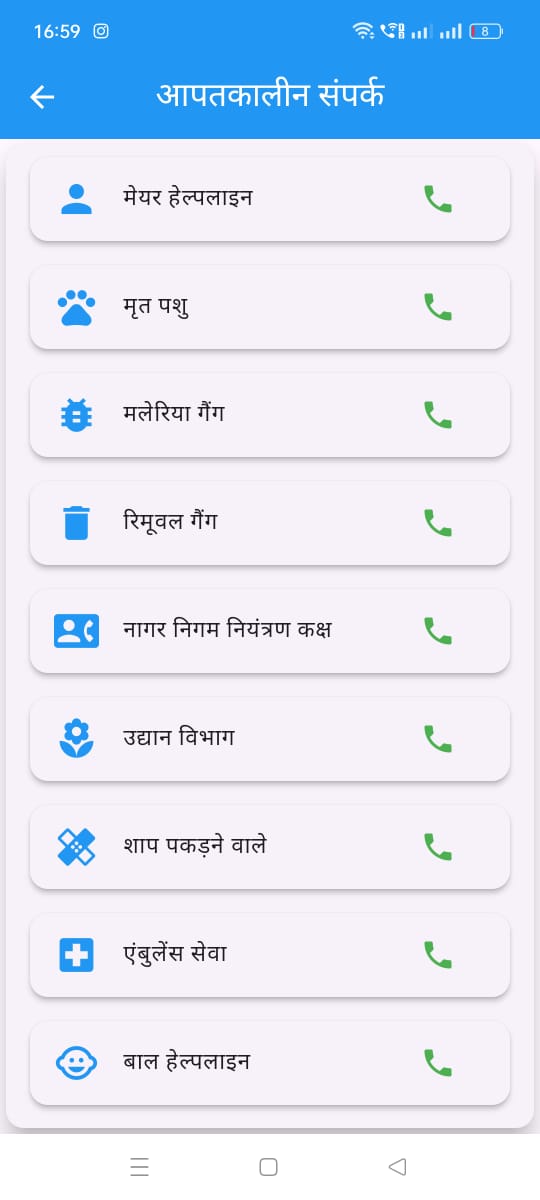 16:59
8
आपतकालीन संपर्क
मेयर हेल्पलाइन
मृत पशु
मलेरिया गैंग
रिमूवल गैंग
नागर निगम नियंत्रण कक्ष
उद्यान विभाग
शाप पकड़ने वाले
एंबुलेंस सेवा
बाल हेल्पलाइन